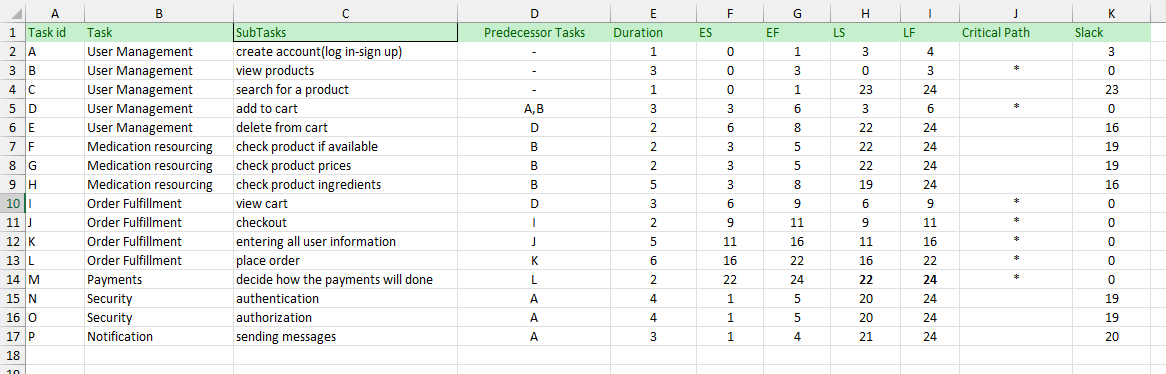 A B C D E F G H I J K
1 Task id Task SubTasks Predecessor Tasks Duration ES EF LS LF Critical Path Slack
2 A User Management create account(log in-sign up) - 1 0 1 3 4 3
3 B User Management view products - 3 0 3 0 3 * 0
4 C User Management search for a product - 1 0 1 23 24 23
5 D User Management add to cart A,B 3 3 6 3 6 * 0
6 E User Management delete from cart D 2 6 8 22 24 16
7 F Medication resourcing check product if available B 2 3 5 22 24 19
8 G Medication resourcing check product prices B 2 3 5 22 24 19
9 H Medication resourcing check product ingredients B 5 3 8 19 24 16
10 I Order Fulfillment view cart D 3 6 9 6 9 * 0
11 J Order Fulfillment checkout I 2 9 11 9 11 * 0
12 K Order Fulfillment entering all user information J 5 11 16 11 16 * 0
13 L Order Fulfillment place order K 6 16 22 16 22 * 0
14 M Payments decide how the payments will done L 2 22 24 22 24 * 0
15 N Security authentication A 4 1 5 20 24 19
16 O Security authorization A 4 1 5 20 24 19
17 P Notification sending messages A 3 1 4 21 24 20
18